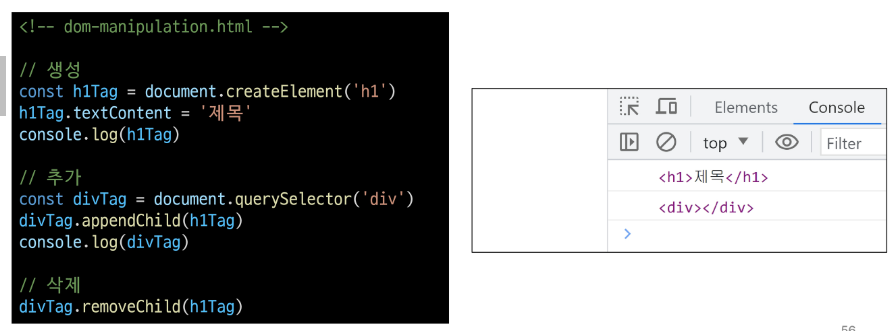 <!-- dom-manipulation.html -->
// 생성
const h1Tag = document.createElement('h1')
h1Tag.textContent = '제목'
console.log(h1Tag)
// 추가
const divTag = document.querySelector('div')
divTag.appendChild(h1Tag)
console.log(divTag)
// 삭제
divTag.removeChild(h1Tag)
Elements Console
top Filter
<h1>제목</h1>
<div></div>
>
56